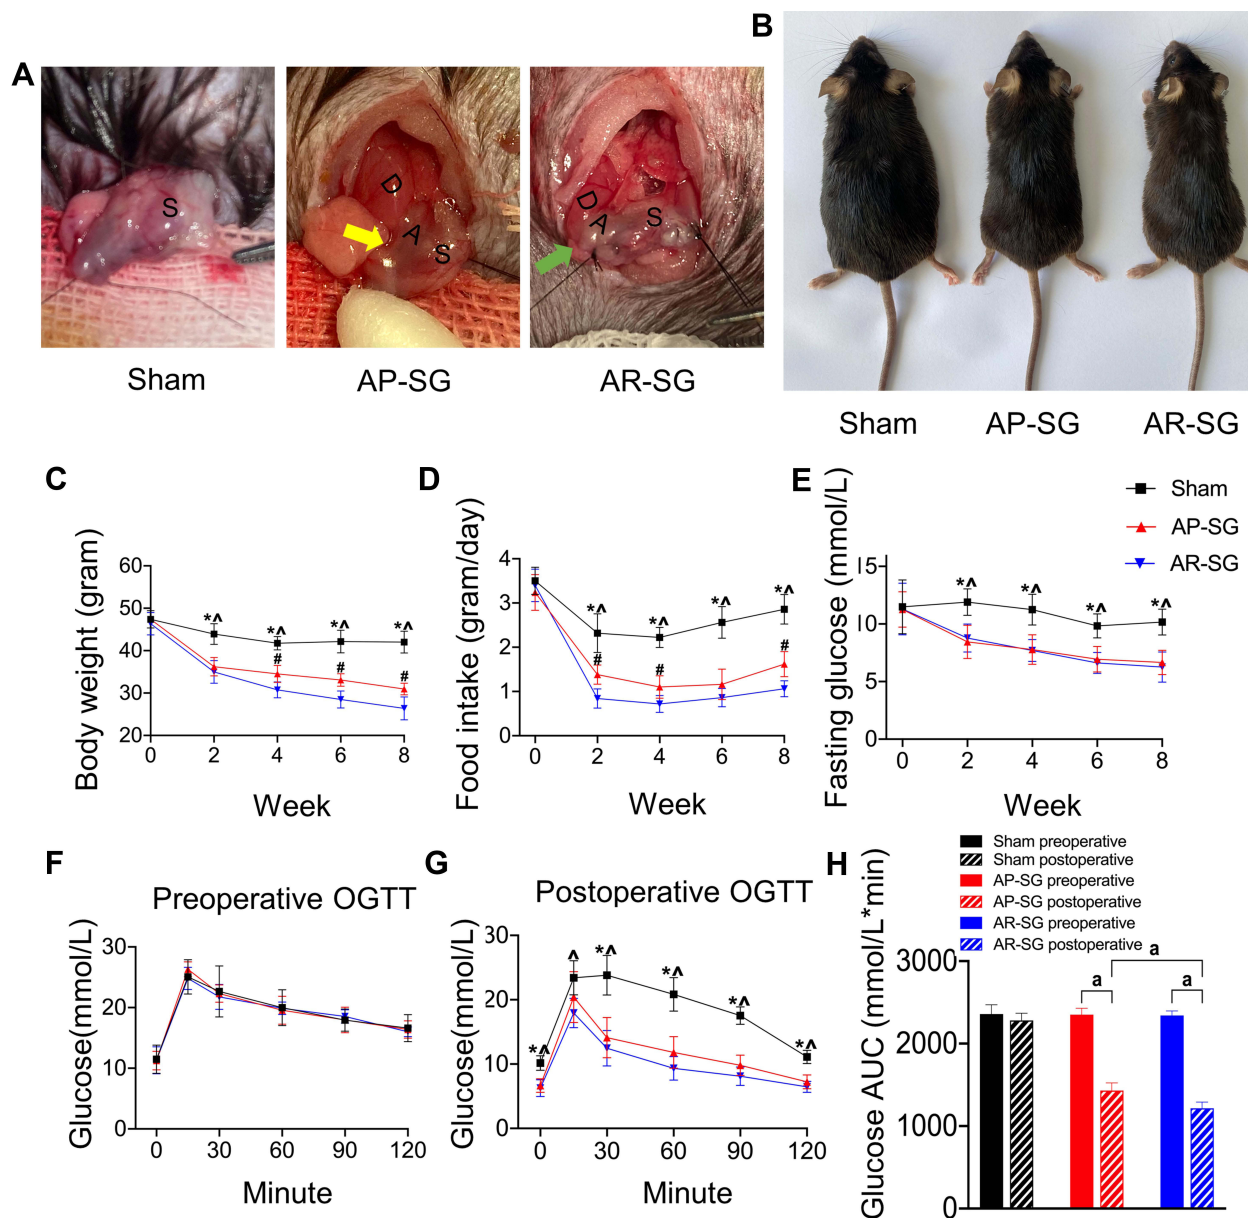 A
S
D
A
S
D
A
S
Sham
AP-SG
AR-SG
B
Sham
AP-SG
AR-SG
C
Body weight (gram)
60
50
40
30
20
*^
*^
*^
*^
#
#
#
0
2
4
6
8
Week
D
Food intake (gram/day)
4
3
2
1
0
*^
*^
*^
*^
#
#
#
0
2
4
6
8
Week
E
Fasting glucose (mmol/L)
15
10
5
0
*^
*^
*^
*^
0
2
4
6
8
Week
Sham
AP-SG
AR-SG
F
Preoperative OGTT
Glucose(mmol/L)
30
20
10
0
0
30
60
90
120
Minute
G
Postoperative OGTT
Glucose(mmol/L)
30
20
10
0
*^
^
*^
*^
*^
*^
0
30
60
90
120
Minute
H
Sham preoperative
Sham postoperative
AP-SG preoperative
AP-SG postoperative
AR-SG preoperative
AR-SG postoperative
Glucose AUC (mmol/L*min)
3000
2000
1000
0
a
a
a